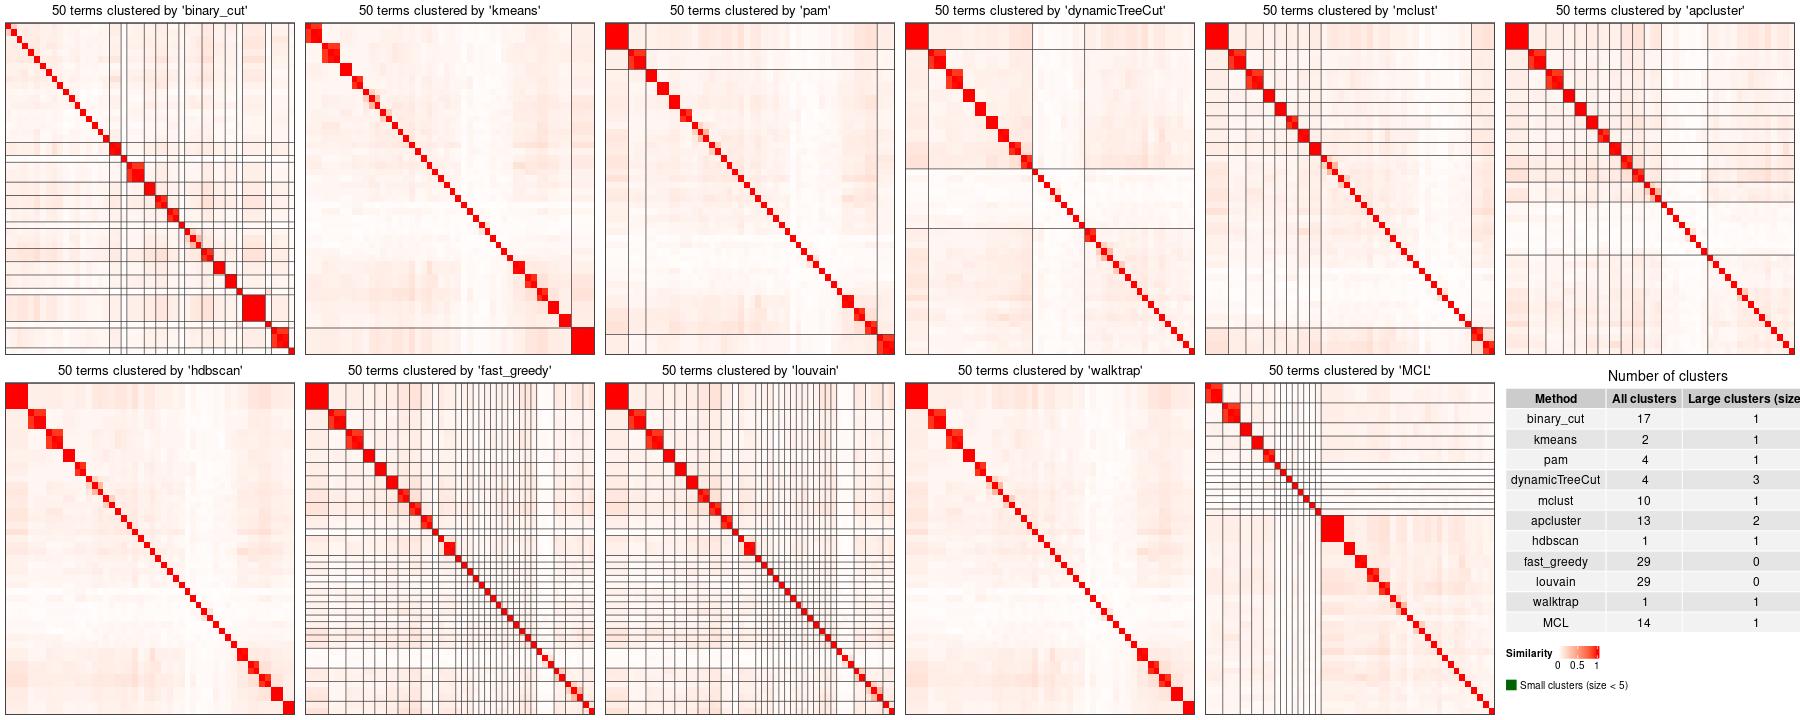 50 terms clustered by 'binary_cut'
50 terms clustered by 'kmeans'
50 terms clustered by 'pam'
50 terms clustered by 'dynamicTreeCut'
50 terms clustered by 'mclust'
50 terms clustered by 'apcluster'
50 terms clustered by 'hdbscan'
50 terms clustered by 'fast_greedy'
50 terms clustered by 'louvain'
50 terms clustered by 'walktrap'
50 terms clustered by 'MCL'
Number of clusters
Method All clusters Large clusters (size
binary_cut 17 1
kmeans 2 1
pam 4 1
dynamicTreeCut 4 3
mclust 10 1
apcluster 13 2
hdbscan 1 1
fast_greedy 29 0
louvain 29 0
walktrap 1 1
MCL 14 1
Similarity
0 0.5 1
Small clusters (size < 5)